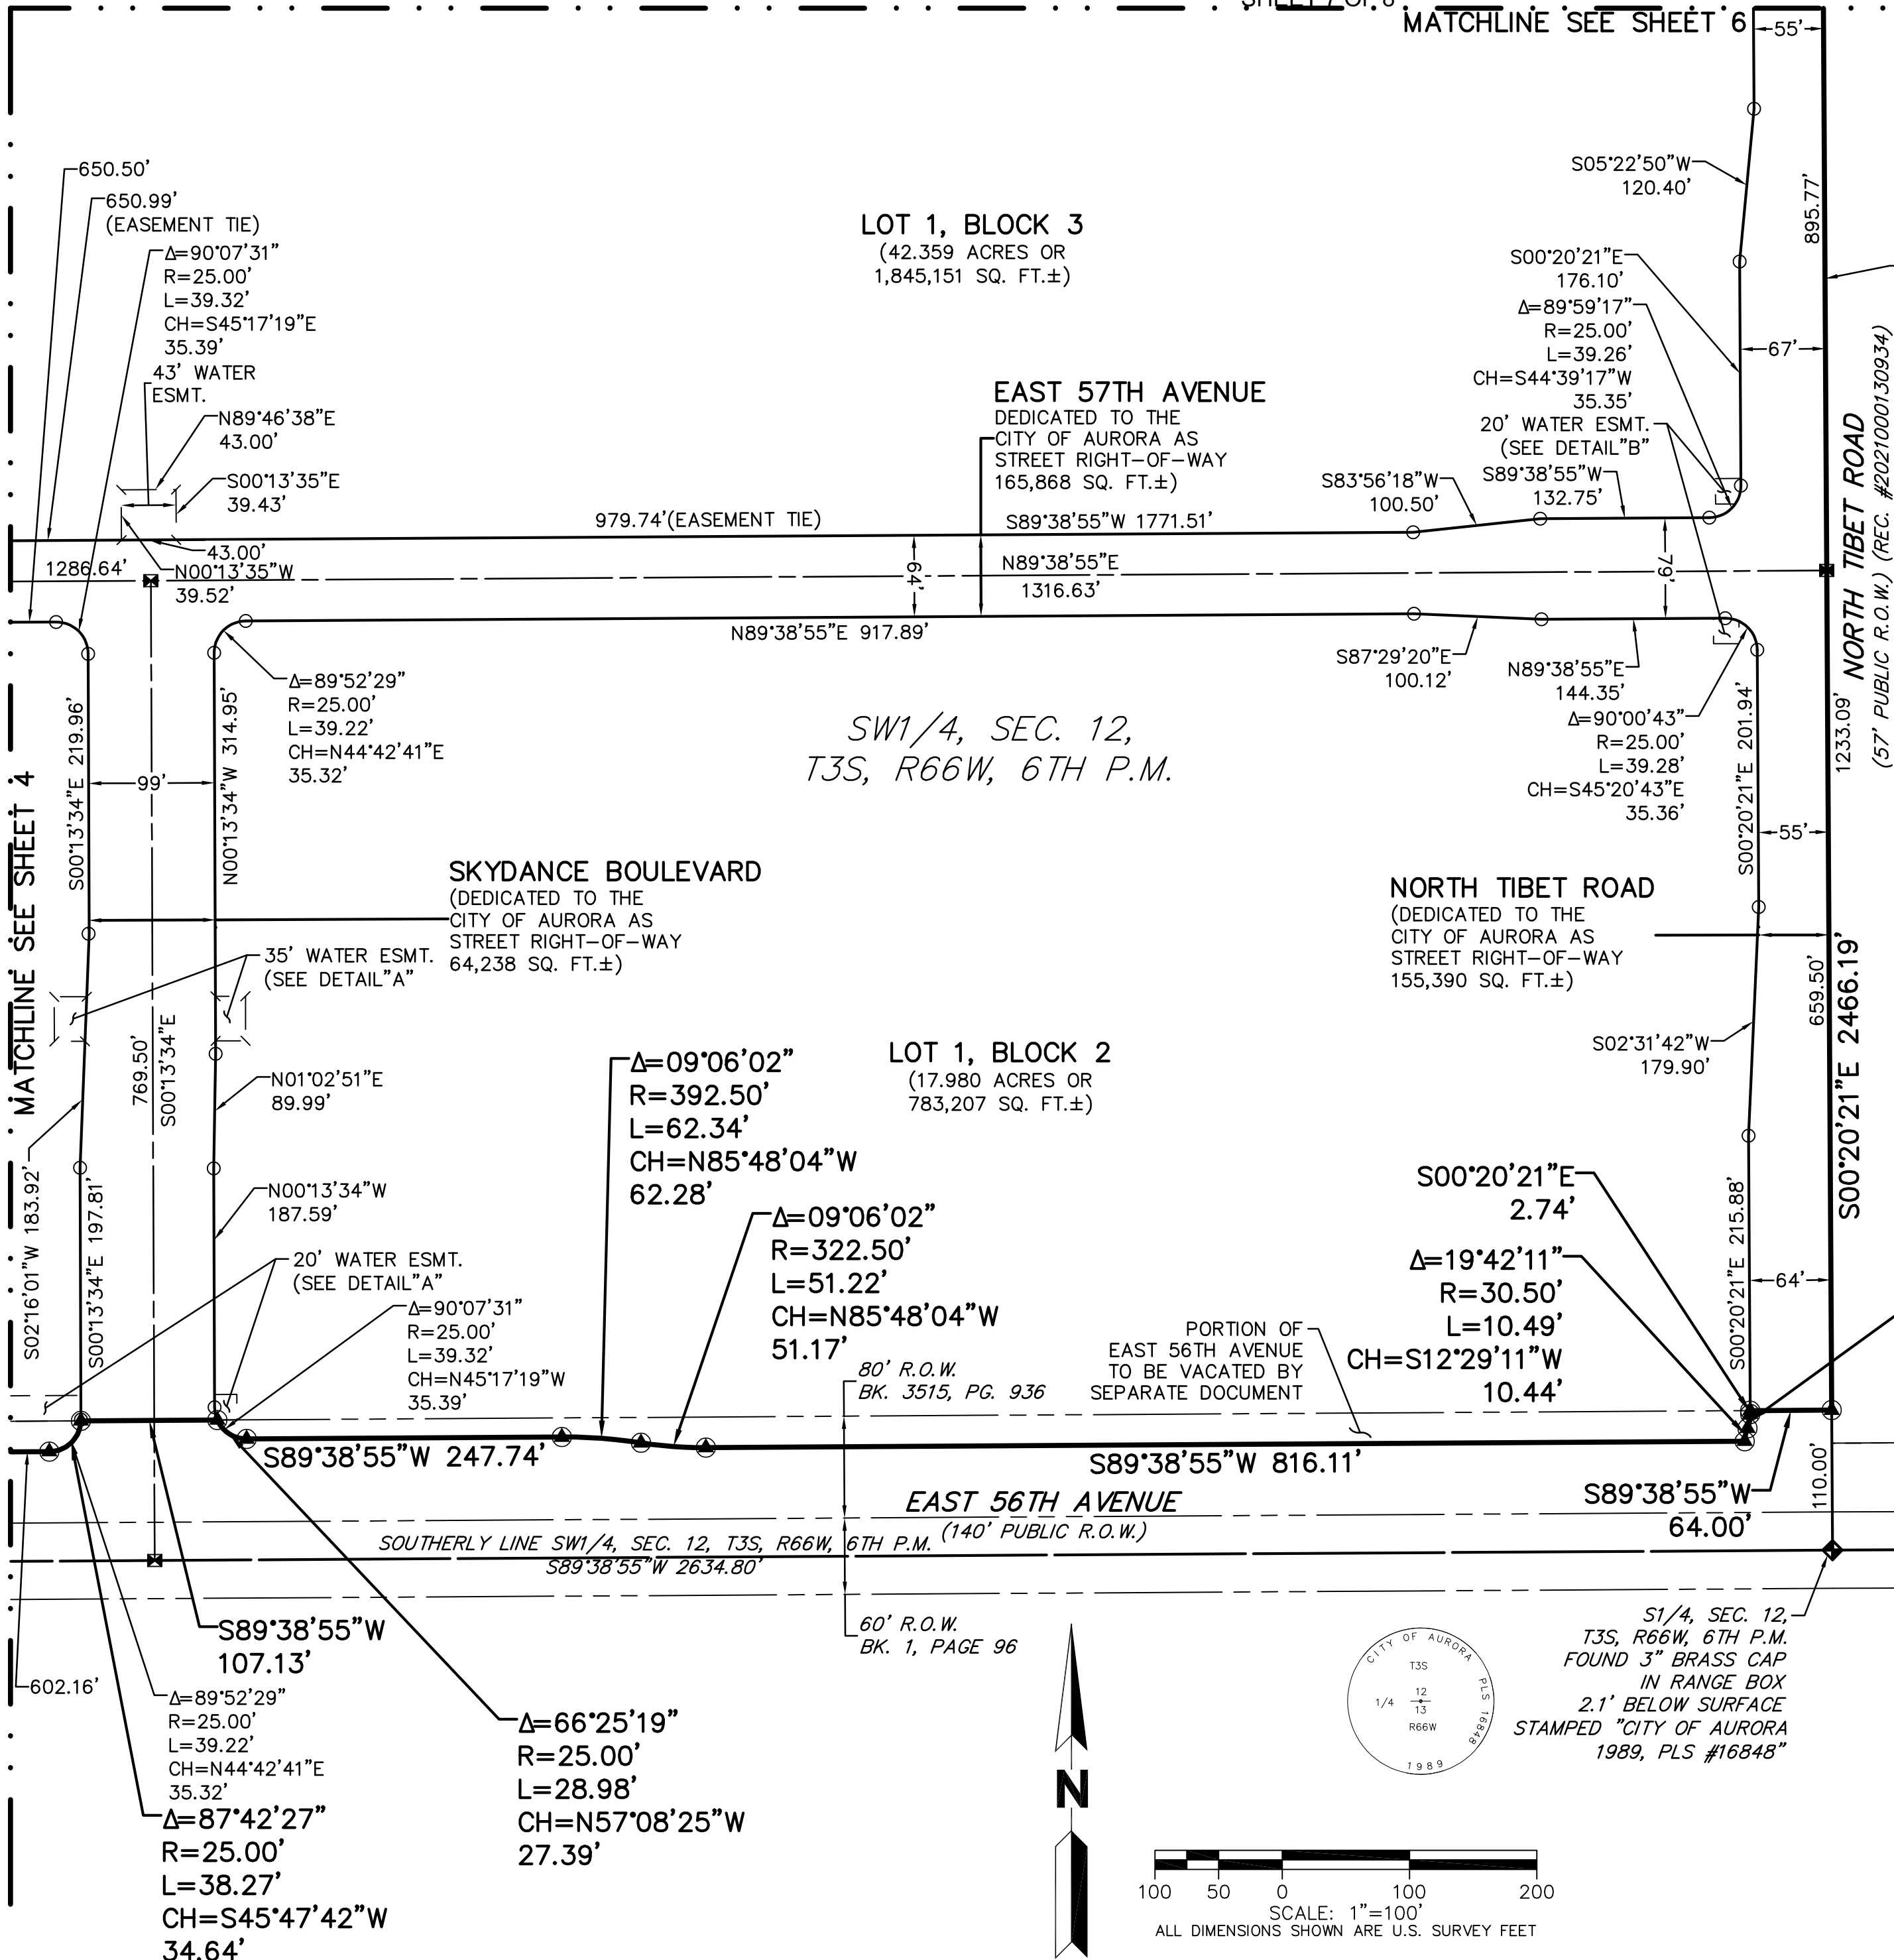 SHEET 7 OF 8
MATCHLINE SEE SHEET 6
55'
650.50'
650.99'
(EASEMENT TIE)
Δ=90°07'31"
R=25.00'
L=39.32'
CH=S45°17'19"E
35.39'
43' WATER
ESMT.
N89°46'38"E
43.00'
S00°13'35"E
39.43'
LOT 1, BLOCK 3
(42.359 ACRES OR
1,845,151 SQ. FT.±)
S05°22'50"W
120.40'
895.77'
S00°20'21"E
176.10'
Δ=89°59'17"
R=25.00'
L=39.26'
CH=S44°39'17"W
35.35'
67'
20' WATER ESMT.
(SEE DETAIL"B"
EAST 57TH AVENUE
DEDICATED TO THE
CITY OF AURORA AS
STREET RIGHT-OF-WAY
165,868 SQ. FT.±)
S83°56'18"W
100.50'
S89°38'55"W
132.75'
979.74'(EASEMENT TIE)
S89°38'55"W 1771.51'
43.00'
1286.64'
N00°13'35"W
39.52'
64'
N89°38'55"E
1316.63'
79'
N89°38'55"E 917.89'
S87°29'20"E
100.12'
N89°38'55"E
144.35'
Δ=90°00'43"
R=25.00'
L=39.28'
CH=S45°20'43"E
35.36'
NORTH TIBET ROAD
(57' PUBLIC R.O.W.) (REC. #2021000130934)
1233.09'
Δ=89°52'29"
R=25.00'
L=39.22'
CH=N44°42'41"E
35.32'
SW1/4, SEC. 12,
T3S, R66W, 6TH P.M.
S00°13'34"E 219.96'
99'
N00°13'34"W 314.95'
S00°20'21"E 201.94'
55'
MATCHLINE SEE SHEET 4
SKYDANCE BOULEVARD
(DEDICATED TO THE
CITY OF AURORA AS
STREET RIGHT-OF-WAY
64,238 SQ. FT.±)
35' WATER ESMT.
(SEE DETAIL"A"
NORTH TIBET ROAD
(DEDICATED TO THE
CITY OF AURORA AS
STREET RIGHT-OF-WAY
155,390 SQ. FT.±)
659.50'
S00°20'21"E 2466.19'
769.50'
S00°13'34"E
N01°02'51"E
89.99'
Δ=09°06'02"
R=392.50'
L=62.34'
CH=N85°48'04"W
62.28'
LOT 1, BLOCK 2
(17.980 ACRES OR
783,207 SQ. FT.±)
S02°31'42"W
179.90'
S02°16'01"W 183.92'
S00°13'34"E 197.81'
N00°13'34"W
187.59'
Δ=09°06'02"
R=322.50'
L=51.22'
CH=N85°48'04"W
51.17'
S00°20'21"E
2.74'
Δ=19°42'11"
R=30.50'
L=10.49'
CH=S12°29'11"W
10.44'
S00°20'21"E 215.88'
64'
20' WATER ESMT.
(SEE DETAIL"A"
Δ=90°07'31"
R=25.00'
L=39.32'
CH=N45°17'19"W
35.39'
80' R.O.W.
BK. 3515, PG. 936
PORTION OF
EAST 56TH AVENUE
TO BE VACATED BY
SEPARATE DOCUMENT
S89°38'55"W 247.74'
S89°38'55"W 816.11'
S89°38'55"W
64.00'
110.00'
EAST 56TH AVENUE
(140' PUBLIC R.O.W.)
SOUTHERLY LINE SW1/4, SEC. 12, T3S, R66W, 6TH P.M.
S89°38'55"W 2634.80'
S89°38'55"W
107.13'
602.16'
Δ=89°52'29"
R=25.00'
L=39.22'
CH=N44°42'41"E
35.32'
Δ=87°42'27"
R=25.00'
L=38.27'
CH=S45°47'42"W
34.64'
Δ=66°25'19"
R=25.00'
L=28.98'
CH=N57°08'25"W
27.39'
60' R.O.W.
BK. 1, PAGE 96
N
CITY OF AURORA PLS 16848
T3S
1/4
12
13
R66W
1989
S1/4, SEC. 12,
T3S, R66W, 6TH P.M.
FOUND 3" BRASS CAP
IN RANGE BOX
2.1' BELOW SURFACE
STAMPED "CITY OF AURORA
1989, PLS #16848"
100 50 0 100 200
SCALE: 1"=100'
ALL DIMENSIONS SHOWN ARE U.S. SURVEY FEET